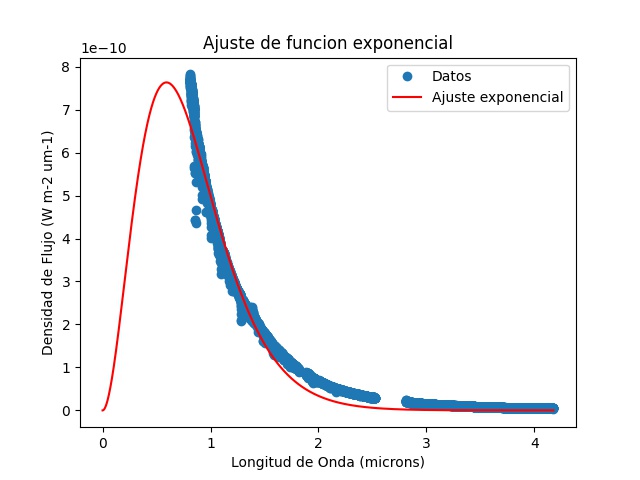 Ajuste de funcion exponencial
1e−10
Datos
Ajuste exponencial
8
7
6
5
4
3
2
1
0
Densidad de Flujo (W m-2 um-1)
0 1 2 3 4
Longitud de Onda (microns)